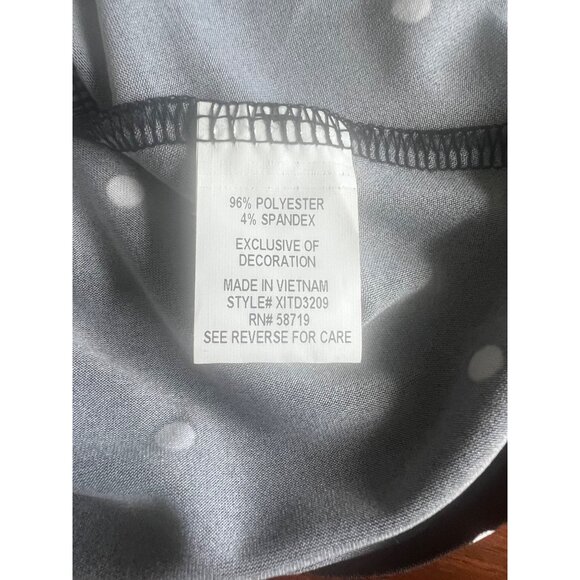 96% POLYESTER
4% SPANDEX
EXCLUSIVE OF
DECORATION
MADE IN VIETNAM
STYLE# XITD3209
RN# 58719
SEE REVERSE FOR CARE